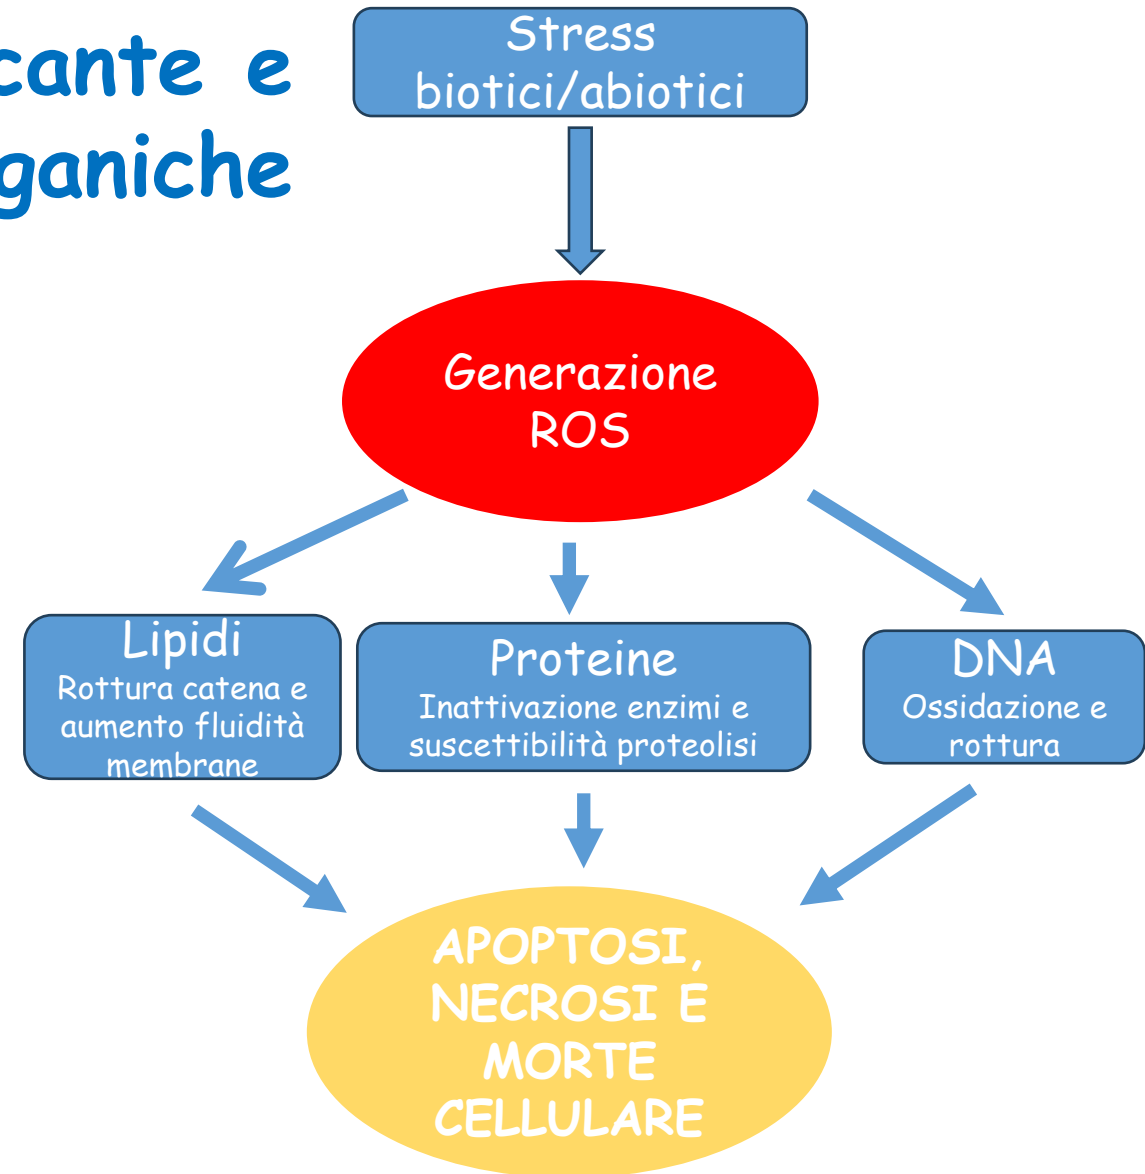 cante e
ganiche
Stress
biotici/abiotici
Generazione
ROS
Lipidi
Rottura catena e
aumento fluidità
membrane
Proteine
Inattivazione enzimi e
suscettibilità proteolisi
DNA
Ossidazione e
rottura
APOPTOSI,
NECROSI E
MORTE
CELLULARE